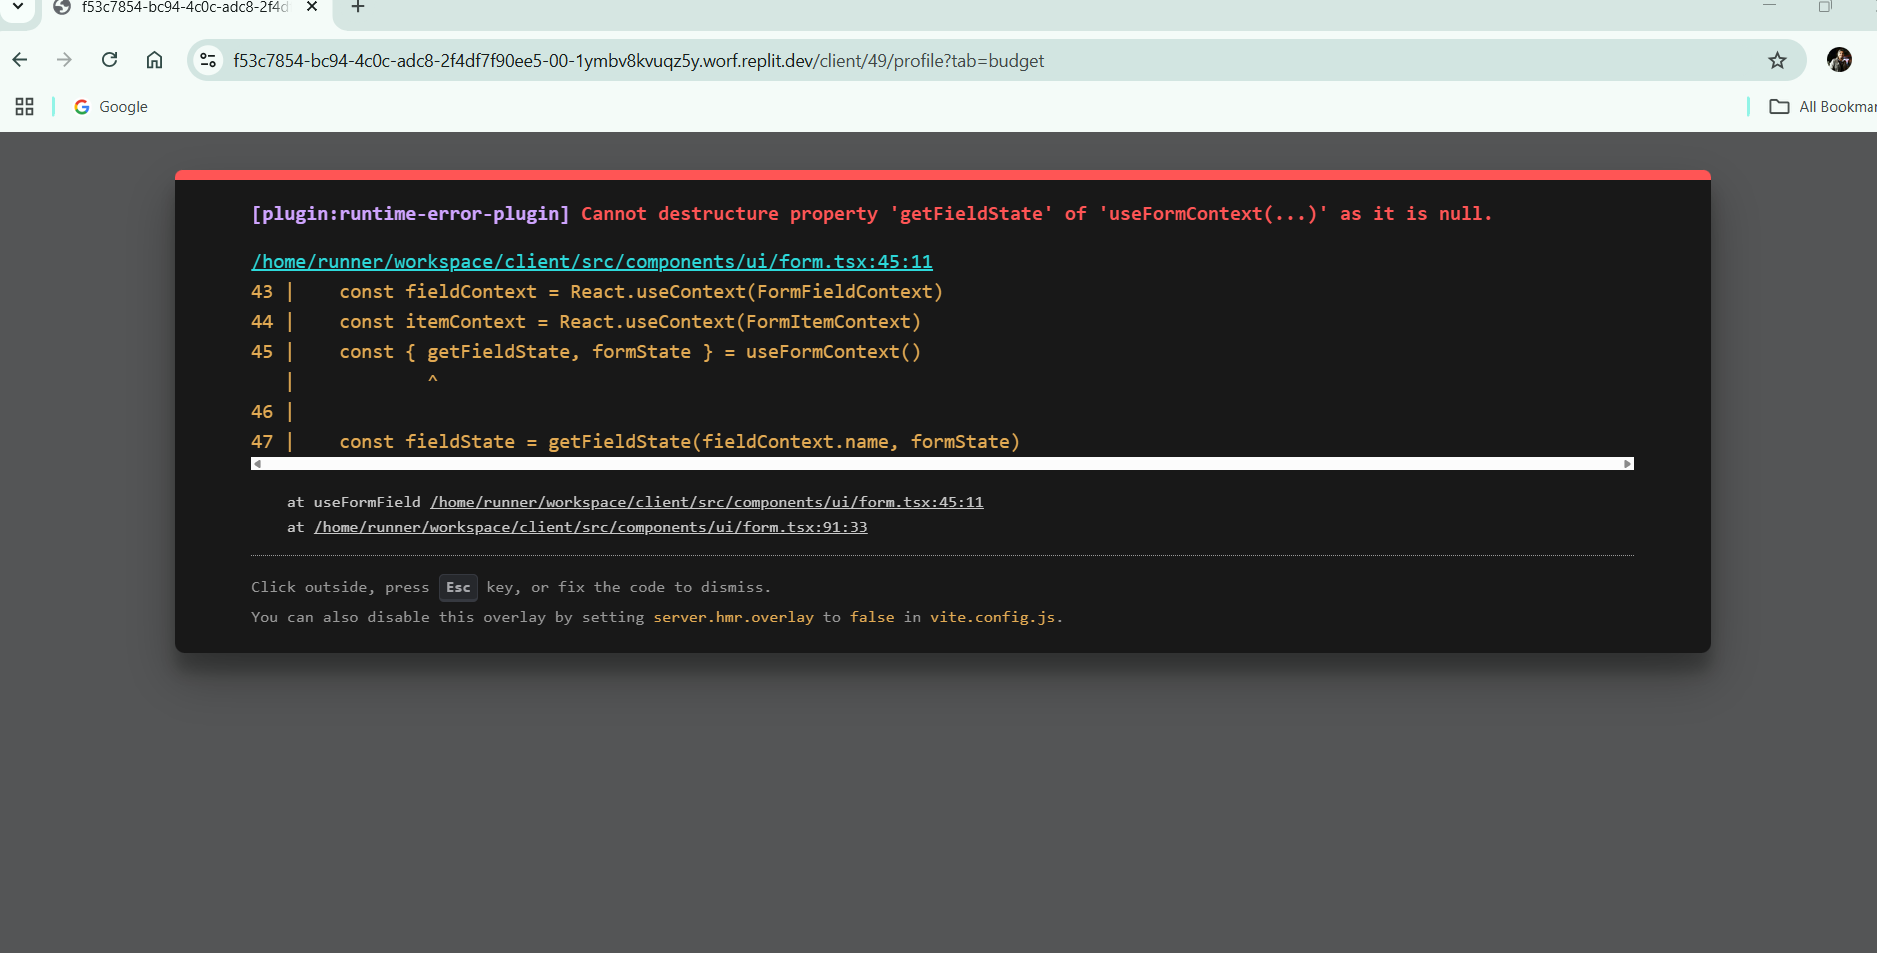 f53c7854-bc94-4c0c-adc8-2f4d
f53c7854-bc94-4c0c-adc8-2f4df7f90ee5-00-1ymbv8kvuqz5y.worf.replit.dev/client/49/profile?tab=budget
Google
All Bookmar
[plugin:runtime-error-plugin] Cannot destructure property 'getFieldState' of 'useFormContext(...)' as it is null.
/home/runner/workspace/client/src/components/ui/form.tsx:45:11
43 |    const fieldContext = React.useContext(FormFieldContext)
44 |    const itemContext = React.useContext(FormItemContext)
45 |    const { getFieldState, formState } = useFormContext()
|            ^
46 |
47 |    const fieldState = getFieldState(fieldContext.name, formState)
at useFormField /home/runner/workspace/client/src/components/ui/form.tsx:45:11
at /home/runner/workspace/client/src/components/ui/form.tsx:91:33
Click outside, press Esc key, or fix the code to dismiss.
You can also disable this overlay by setting server.hmr.overlay to false in vite.config.js.